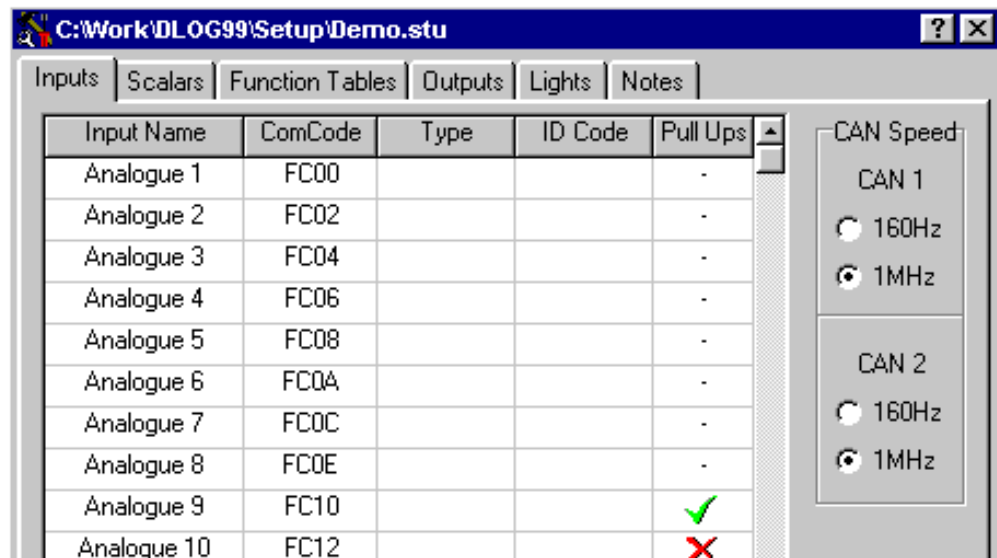 C:\Work\DLOG99\Setup\Demo.stu
Inputs Scalars Function Tables Outputs Lights Notes
Input Name ComCode Type ID Code Pull Ups
Analogue 1 FC00 -
Analogue 2 FC02 -
Analogue 3 FC04 -
Analogue 4 FC06 -
Analogue 5 FC08 -
Analogue 6 FC0A -
Analogue 7 FC0C -
Analogue 8 FC0E -
Analogue 9 FC10
Analogue 10 FC12
CAN Speed
CAN 1
160Hz
1MHz
CAN 2
160Hz
1MHz